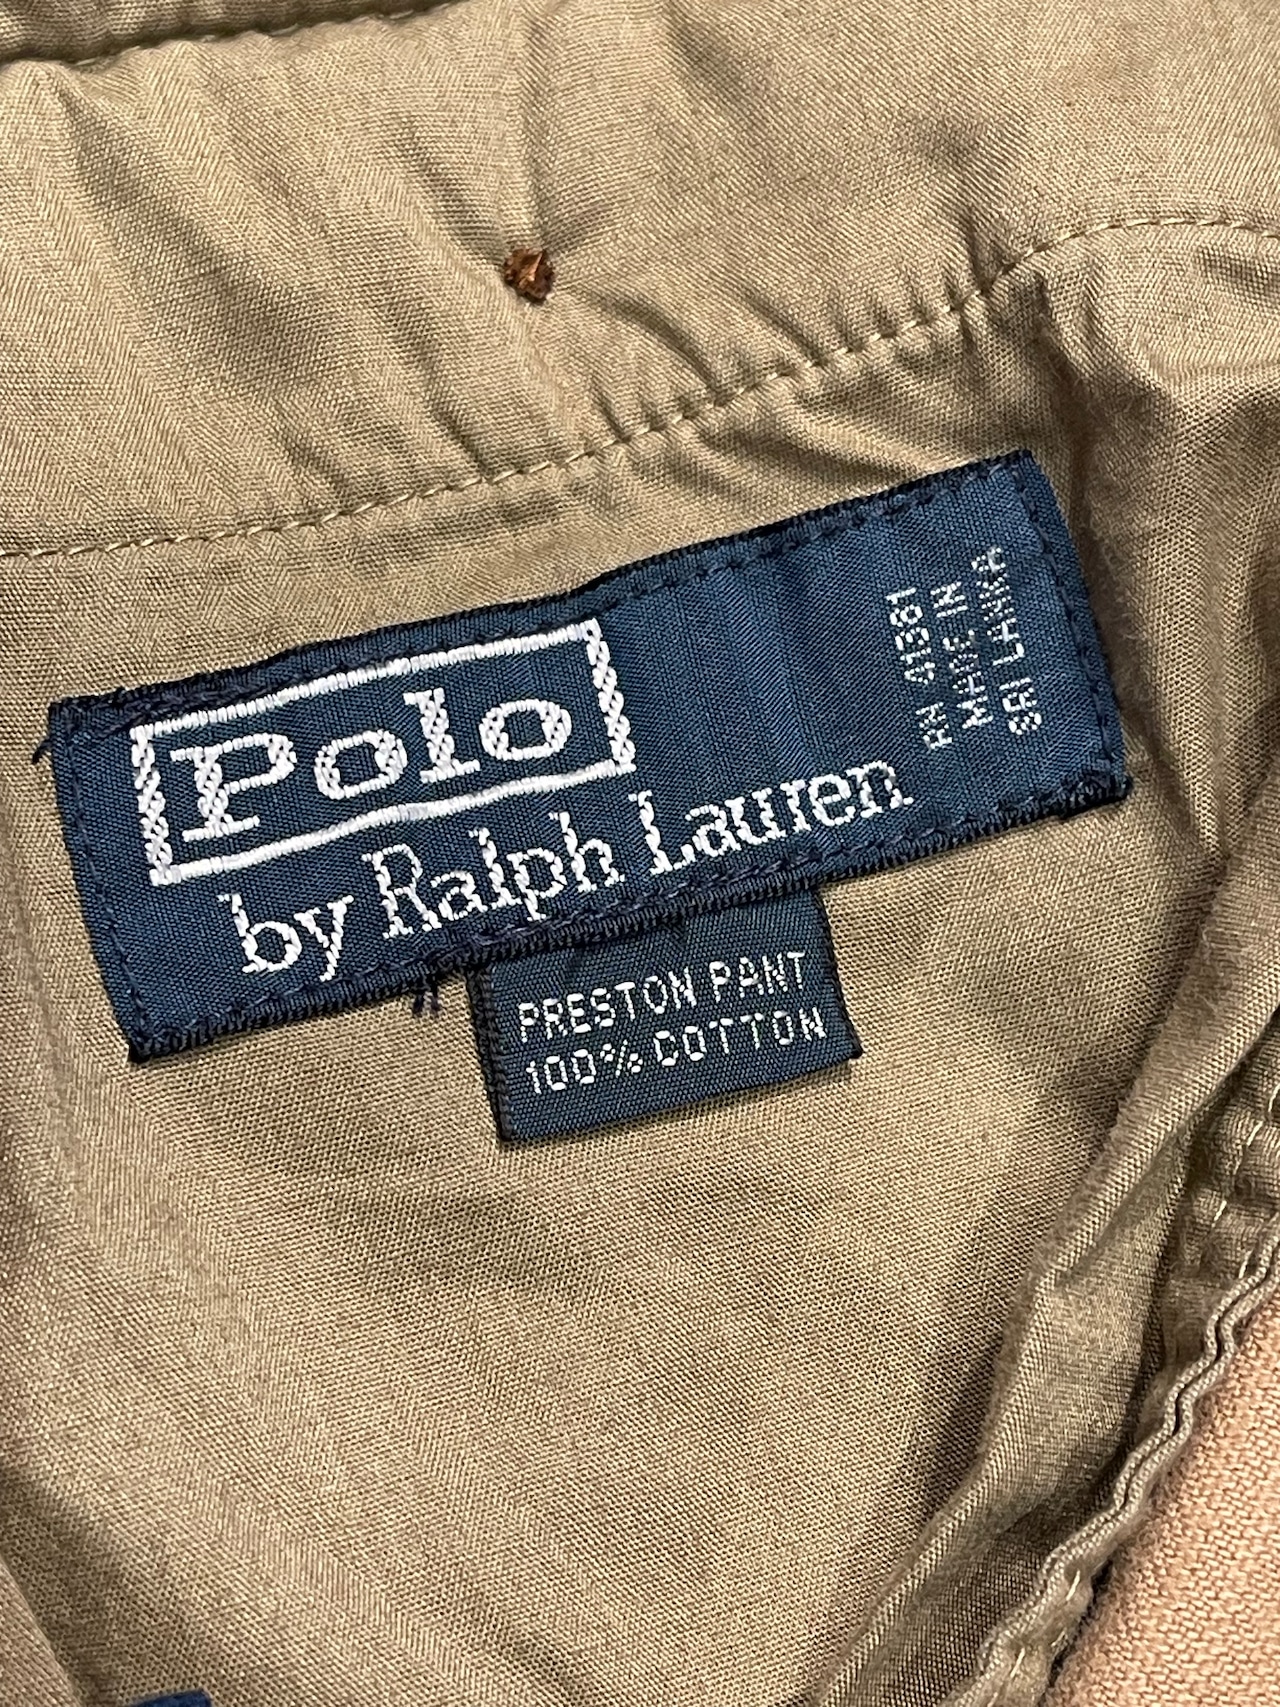 Polo
by Ralph Lauren
RN 41381
MADE IN
SRI LANKA
PRESTON PANT
100% COTTON